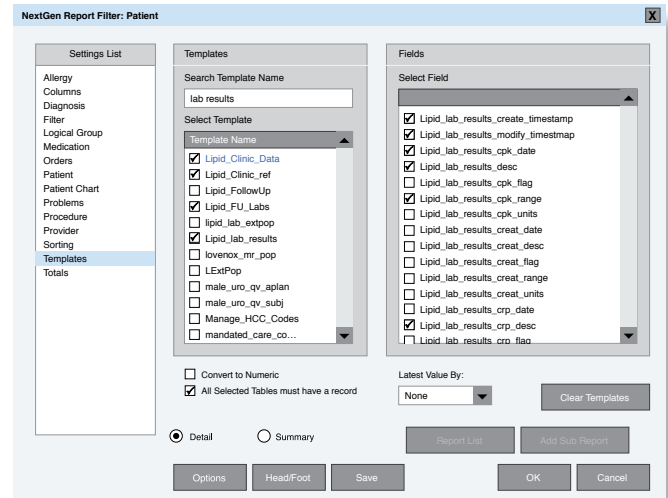 NextGen Report Filter: Patient
X
Settings List
Allergy
Columns
Diagnosis
Filter
Logical Group
Medication
Orders
Patient
Patient Chart
Problems
Procedure
Provider
Sorting
Templates
Totals
Templates
Search Template Name
lab results
Select Template
Template Name
Lipid_Clinic_Data
Lipid_Clinic_ref
Lipid_FollowUp
Lipid_FU_Labs
lipid_lab_extpop
Lipid_lab_results
lovenox_mr_pop
LExtPop
male_uro_qv_aplan
male_uro_qv_subj
Manage_HCC_Codes
mandated_care_co...
Convert to Numeric
All Selected Tables must have a record
Fields
Select Field
Lipid_lab_results_create_timestamp
Lipid_lab_results_modify_timestmap
Lipid_lab_results_cpk_date
Lipid_lab_results_desc
Lipid_lab_results_cpk_flag
Lipid_lab_results_cpk_range
Lipid_lab_results_cpk_units
Lipid_lab_results_creat_date
Lipid_lab_results_creat_desc
Lipid_lab_results_creat_flag
Lipid_lab_results_creat_range
Lipid_lab_results_creat_units
Lipid_lab_results_crp_date
Lipid_lab_results_crp_desc
Lipid_lab_results_crp_flag
Latest Value By:
None
Clear Templates
Detail
Summary
Report List
Add Sub Report
Options
Head/Foot
Save
OK
Cancel